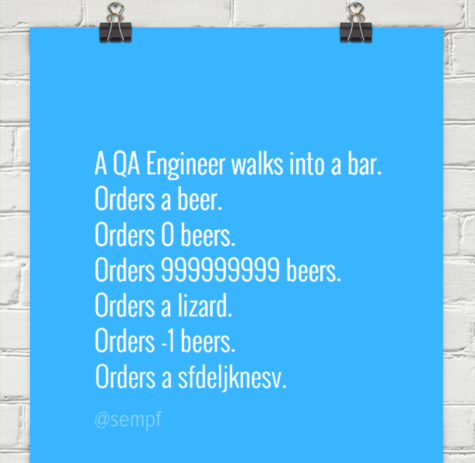 A QA Engineer walks into a bar.
Orders a beer.
Orders 0 beers.
Orders 999999999 beers.
Orders a lizard.
Orders -1 beers.
Orders a sfdeljknesv.
@sempf